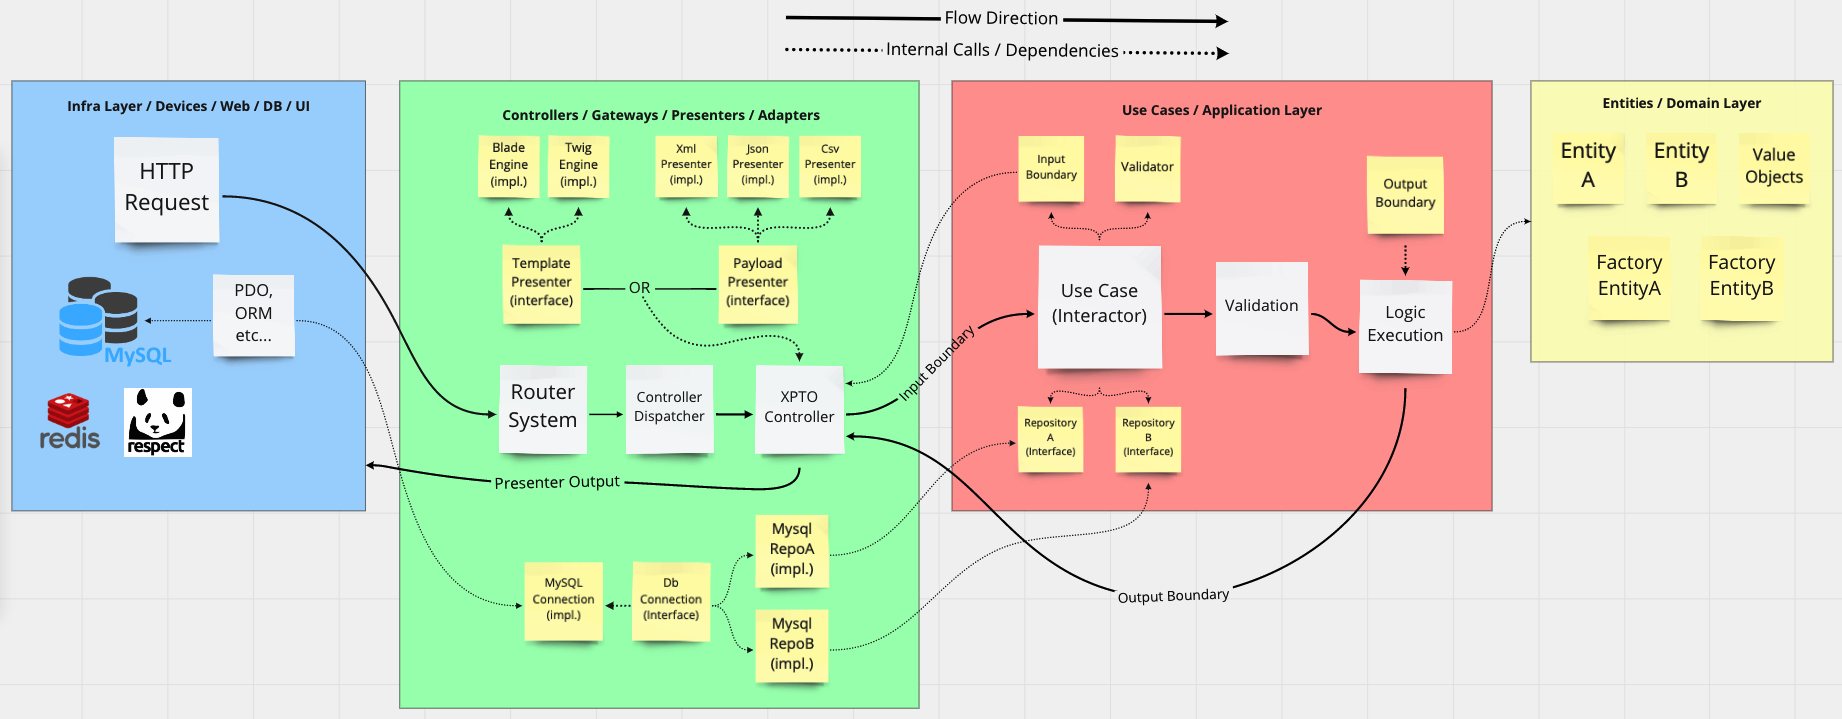 Flow Direction
Internal Calls / Dependencies
Infra Layer / Devices / Web / DB / UI
HTTP
Request
PDO,
ORM
etc...
MySQL
redis
respect
Controllers / Gateways / Presenters / Adapters
Blade
Engine
(impl.)
Twig
Engine
(impl.)
Xml
Presenter
(impl.)
Json
Presenter
(impl.)
Csv
Presenter
(impl.)
Template
Presenter
(interface)
OR
Payload
Presenter
(interface)
Router
System
Controller
Dispatcher
XPTO
Controller
Presenter Output
MySQL
Connection
(impl.)
Db
Connection
(Interface)
Mysql
RepoA
(impl.)
Mysql
RepoB
(impl.)
Input Boundary
Use Cases / Application Layer
Input
Boundary
Validator
Output
Boundary
Use Case
(Interactor)
Validation
Logic
Execution
Repository
A
(Interface)
Repository
B
(Interface)
Output Boundary
Entities / Domain Layer
Entity
A
Entity
B
Value
Objects
Factory
EntityA
Factory
EntityB